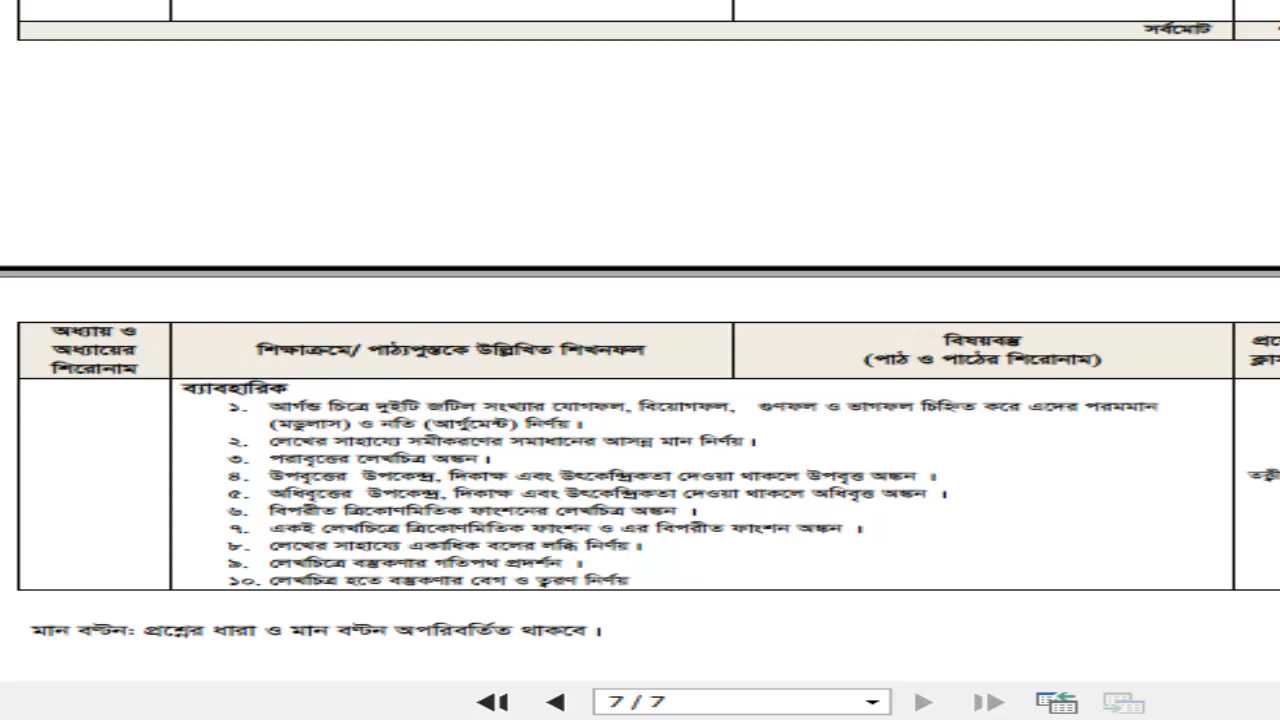 সর্বমোট
অধ্যায় ও
অধ্যায়ের
শিরোনাম
শিক্ষাক্রমে/ পাঠ্যপুস্তকে উল্লিখিত শিখনফল
বিষয়বস্তু
(পাঠ ও পাঠের শিরোনাম)
ব্যাবহারিক
১. আর্গন্ড চিত্রে দুইটি জটিল সংখ্যার যোগফল, বিয়োগফল, গুণফল ও ভাগফল চিহ্নিত করে এদের পরমমান
(মডুলাস) ও নতি (আর্গুমেন্ট) নির্ণয়।
২. লেখের সাহায্যে সমীকরণের সমাধানের আসন্ন মান নির্ণয়।
৩. পরাবৃত্তের লেখচিত্র অঙ্কন।
৪. উপবৃত্তের উপকেন্দ্র, দিকাক্ষ এবং উৎকেন্দ্রিকতা দেওয়া থাকলে উপবৃত্ত অঙ্কন ।
৫. অধিবৃত্তের উপকেন্দ্র, দিকাক্ষ এবং উৎকেন্দ্রিকতা দেওয়া থাকলে অধিবৃত্ত অঙ্কন ।
৬. বিপরীত ত্রিকোণমিতিক ফাংশনের লেখচিত্র অঙ্কন ।
৭. একই লেখচিত্রে ত্রিকোণমিতিক ফাংশন ও এর বিপরীত ফাংশন অঙ্কন ।
৮. লেখের সাহায্যে একাধিক বলের লব্ধি নির্ণয়।
৯. লেখচিত্রে বস্তুকণার গতিপথ প্রদর্শন ।
১০. লেখচিত্র হতে বস্তুকণার বেগ ও ত্বরণ নির্ণয়
মান বণ্টন: প্রশ্নের ধারা ও মান বণ্টন অপরিবর্তিত থাকবে।
7 / 7